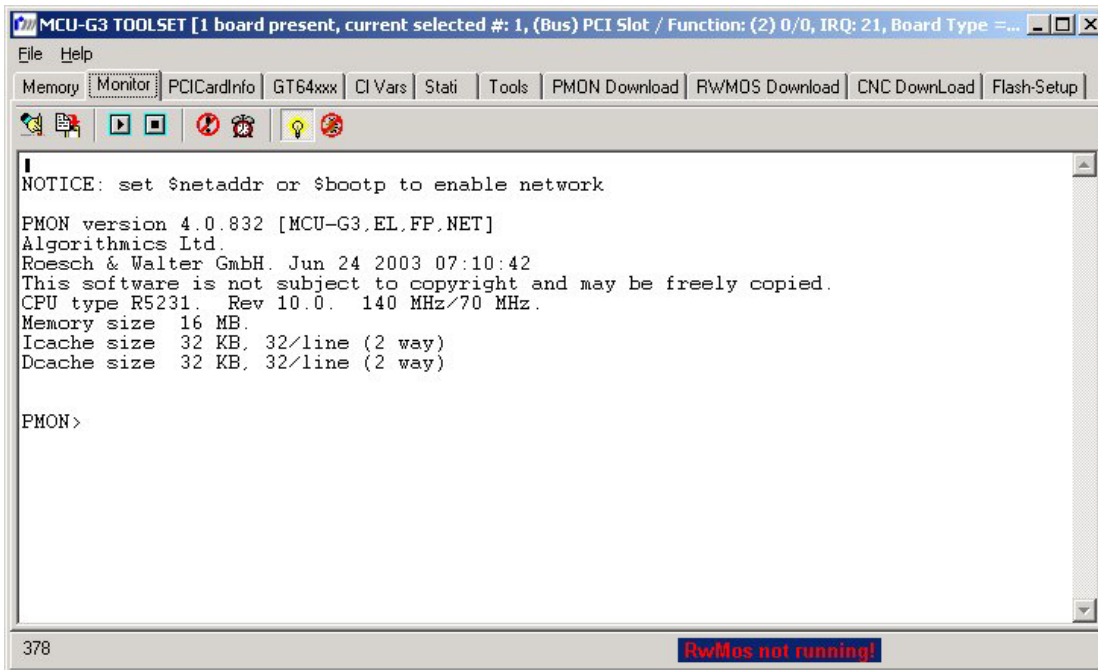 MCU-G3 TOOLSET [1 board present, current selected #: 1, (Bus) PCI Slot / Function: (2) 0/0, IRQ: 21, Board Type =...
File Help
Memory Monitor PCICardInfo GT64xxx CI Vars Stati Tools PMON Download RWMOS Download CNC DownLoad Flash-Setup
NOTICE: set $netaddr or $bootp to enable network
PMON version 4.0.832 [MCU-G3,EL,FP,NET]
Algorithmics Ltd.
Roesch & Walter GmbH. Jun 24 2003 07:10:42
This software is not subject to copyright and may be freely copied.
CPU type R5231. Rev 10.0. 140 MHz/70 MHz.
Memory size 16 MB.
Icache size 32 KB, 32/line (2 way)
Dcache size 32 KB, 32/line (2 way)
PMON>
378 RwMos not running!